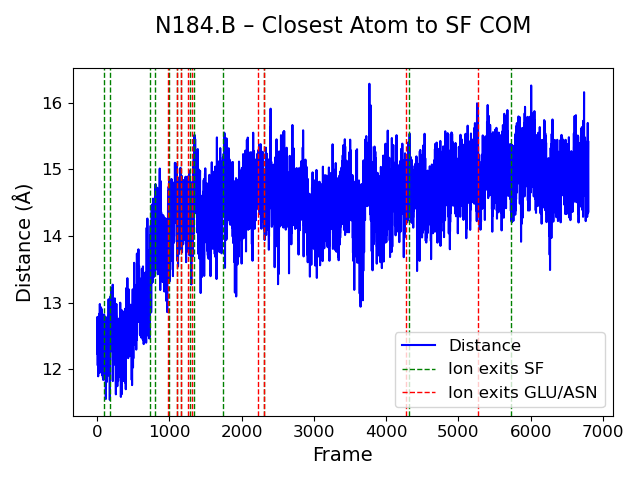 N184.B – Closest Atom to SF COM
Distance (Å)
16
15
14
13
12
Distance
Ion exits SF
Ion exits GLU/ASN
0 1000 2000 3000 4000 5000 6000 7000
Frame